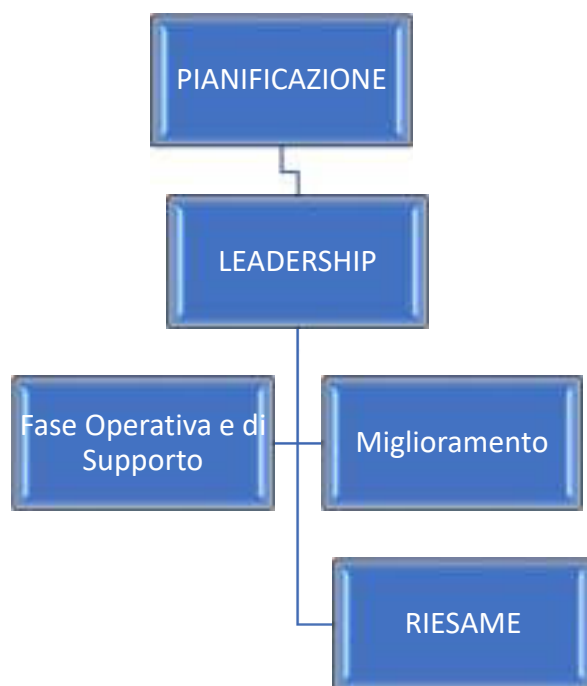 PIANIFICAZIONE
LEADERSHIP
Fase Operativa e di
Supporto
Miglioramento
RIESAME